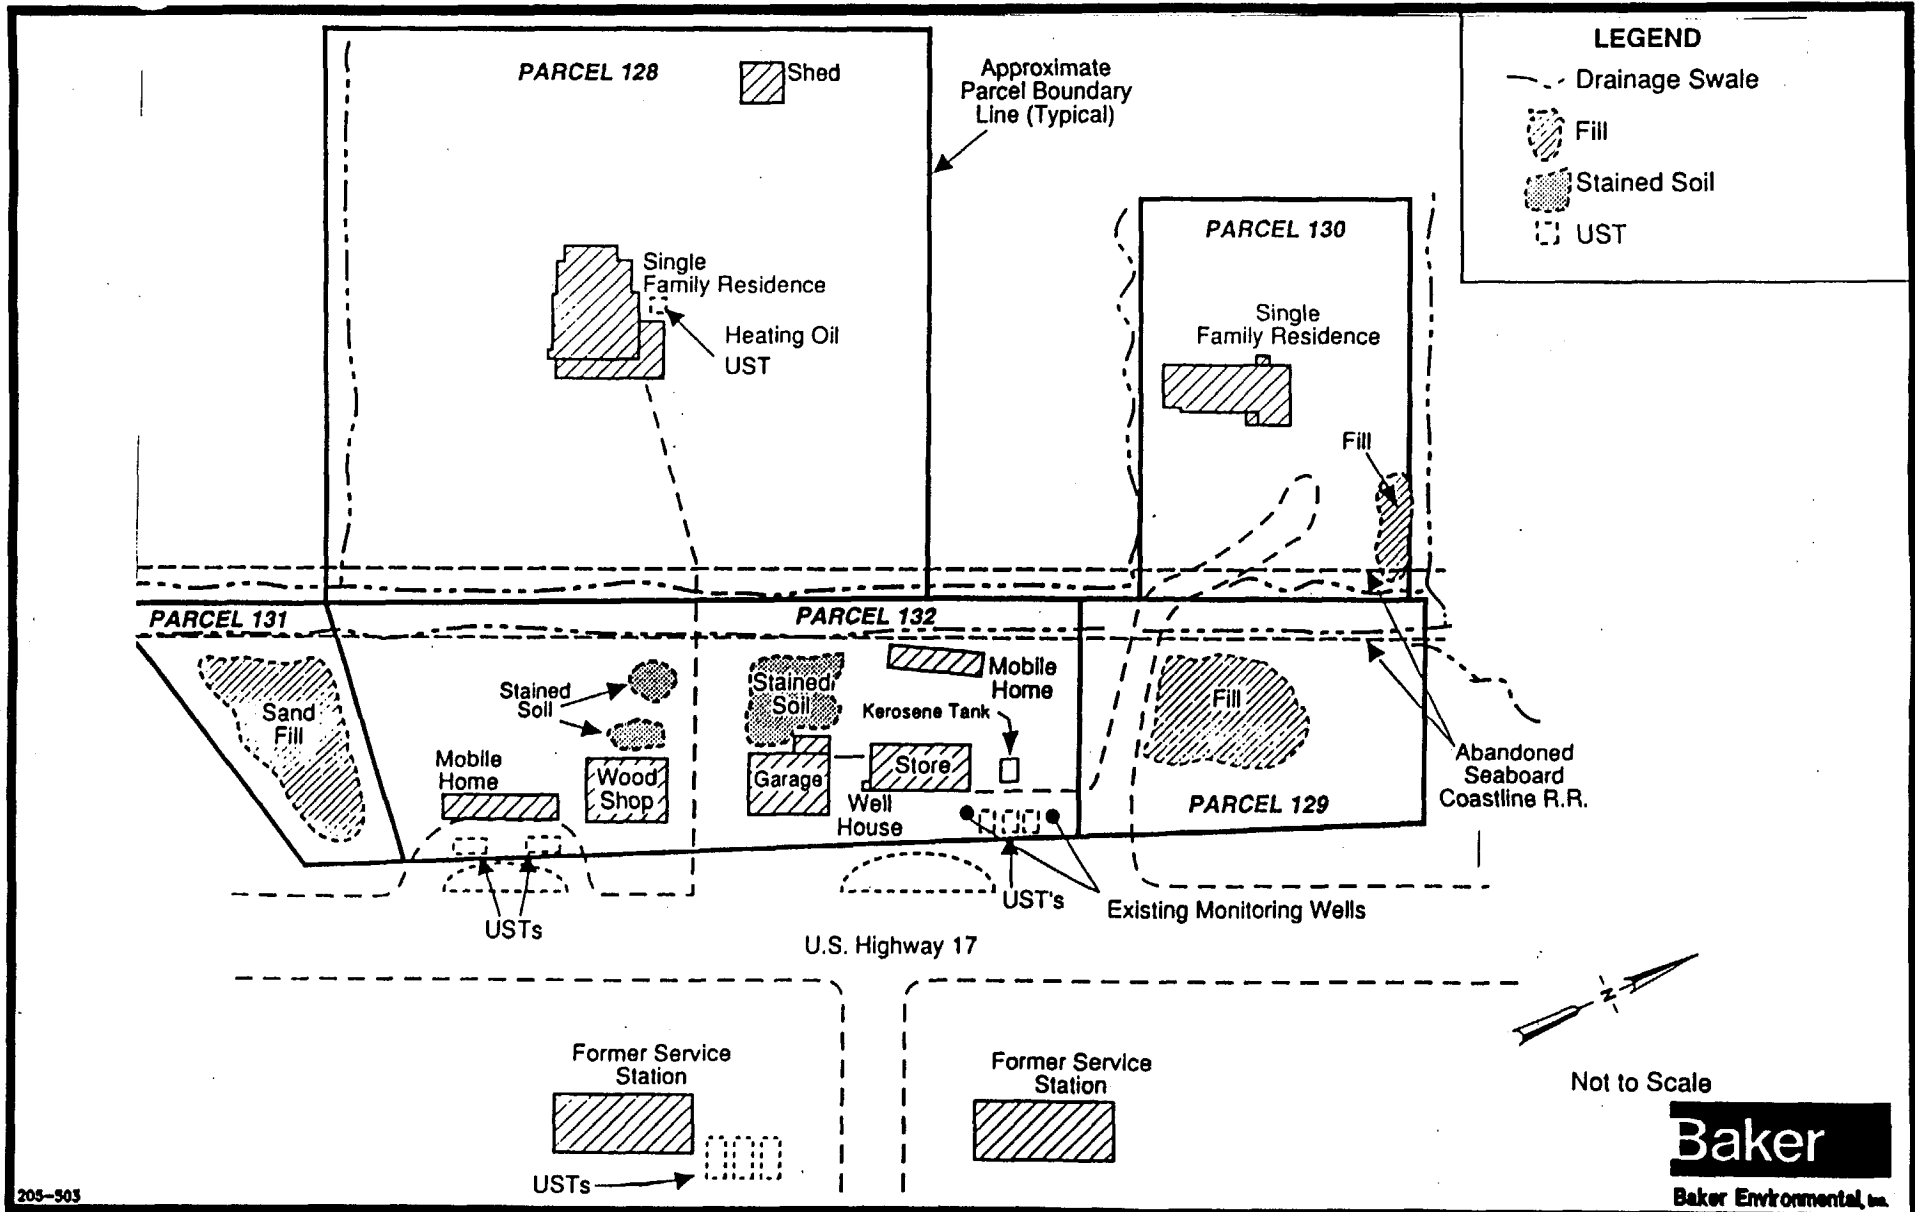 LEGEND
Drainage Swale
Fill
Stained Soil
UST
PARCEL 128
Shed
Approximate
Parcel Boundary
Line (Typical)
PARCEL 130
Single
Family Residence
Heating Oil
UST
Single
Family Residence
Fill
PARCEL 131
PARCEL 132
Sand
Fill
Stained
Soil
Stained
Soil
Mobile
Home
Kerosene Tank
Fill
Mobile
Home
Wood
Shop
Garage
Store
Well
House
PARCEL 129
Abandoned
Seaboard
Coastline R.R.
USTs
UST's
Existing Monitoring Wells
U.S. Highway 17
N
Former Service
Station
Former Service
Station
USTs
Not to Scale
Baker
Baker Environmental, Inc.
205-503